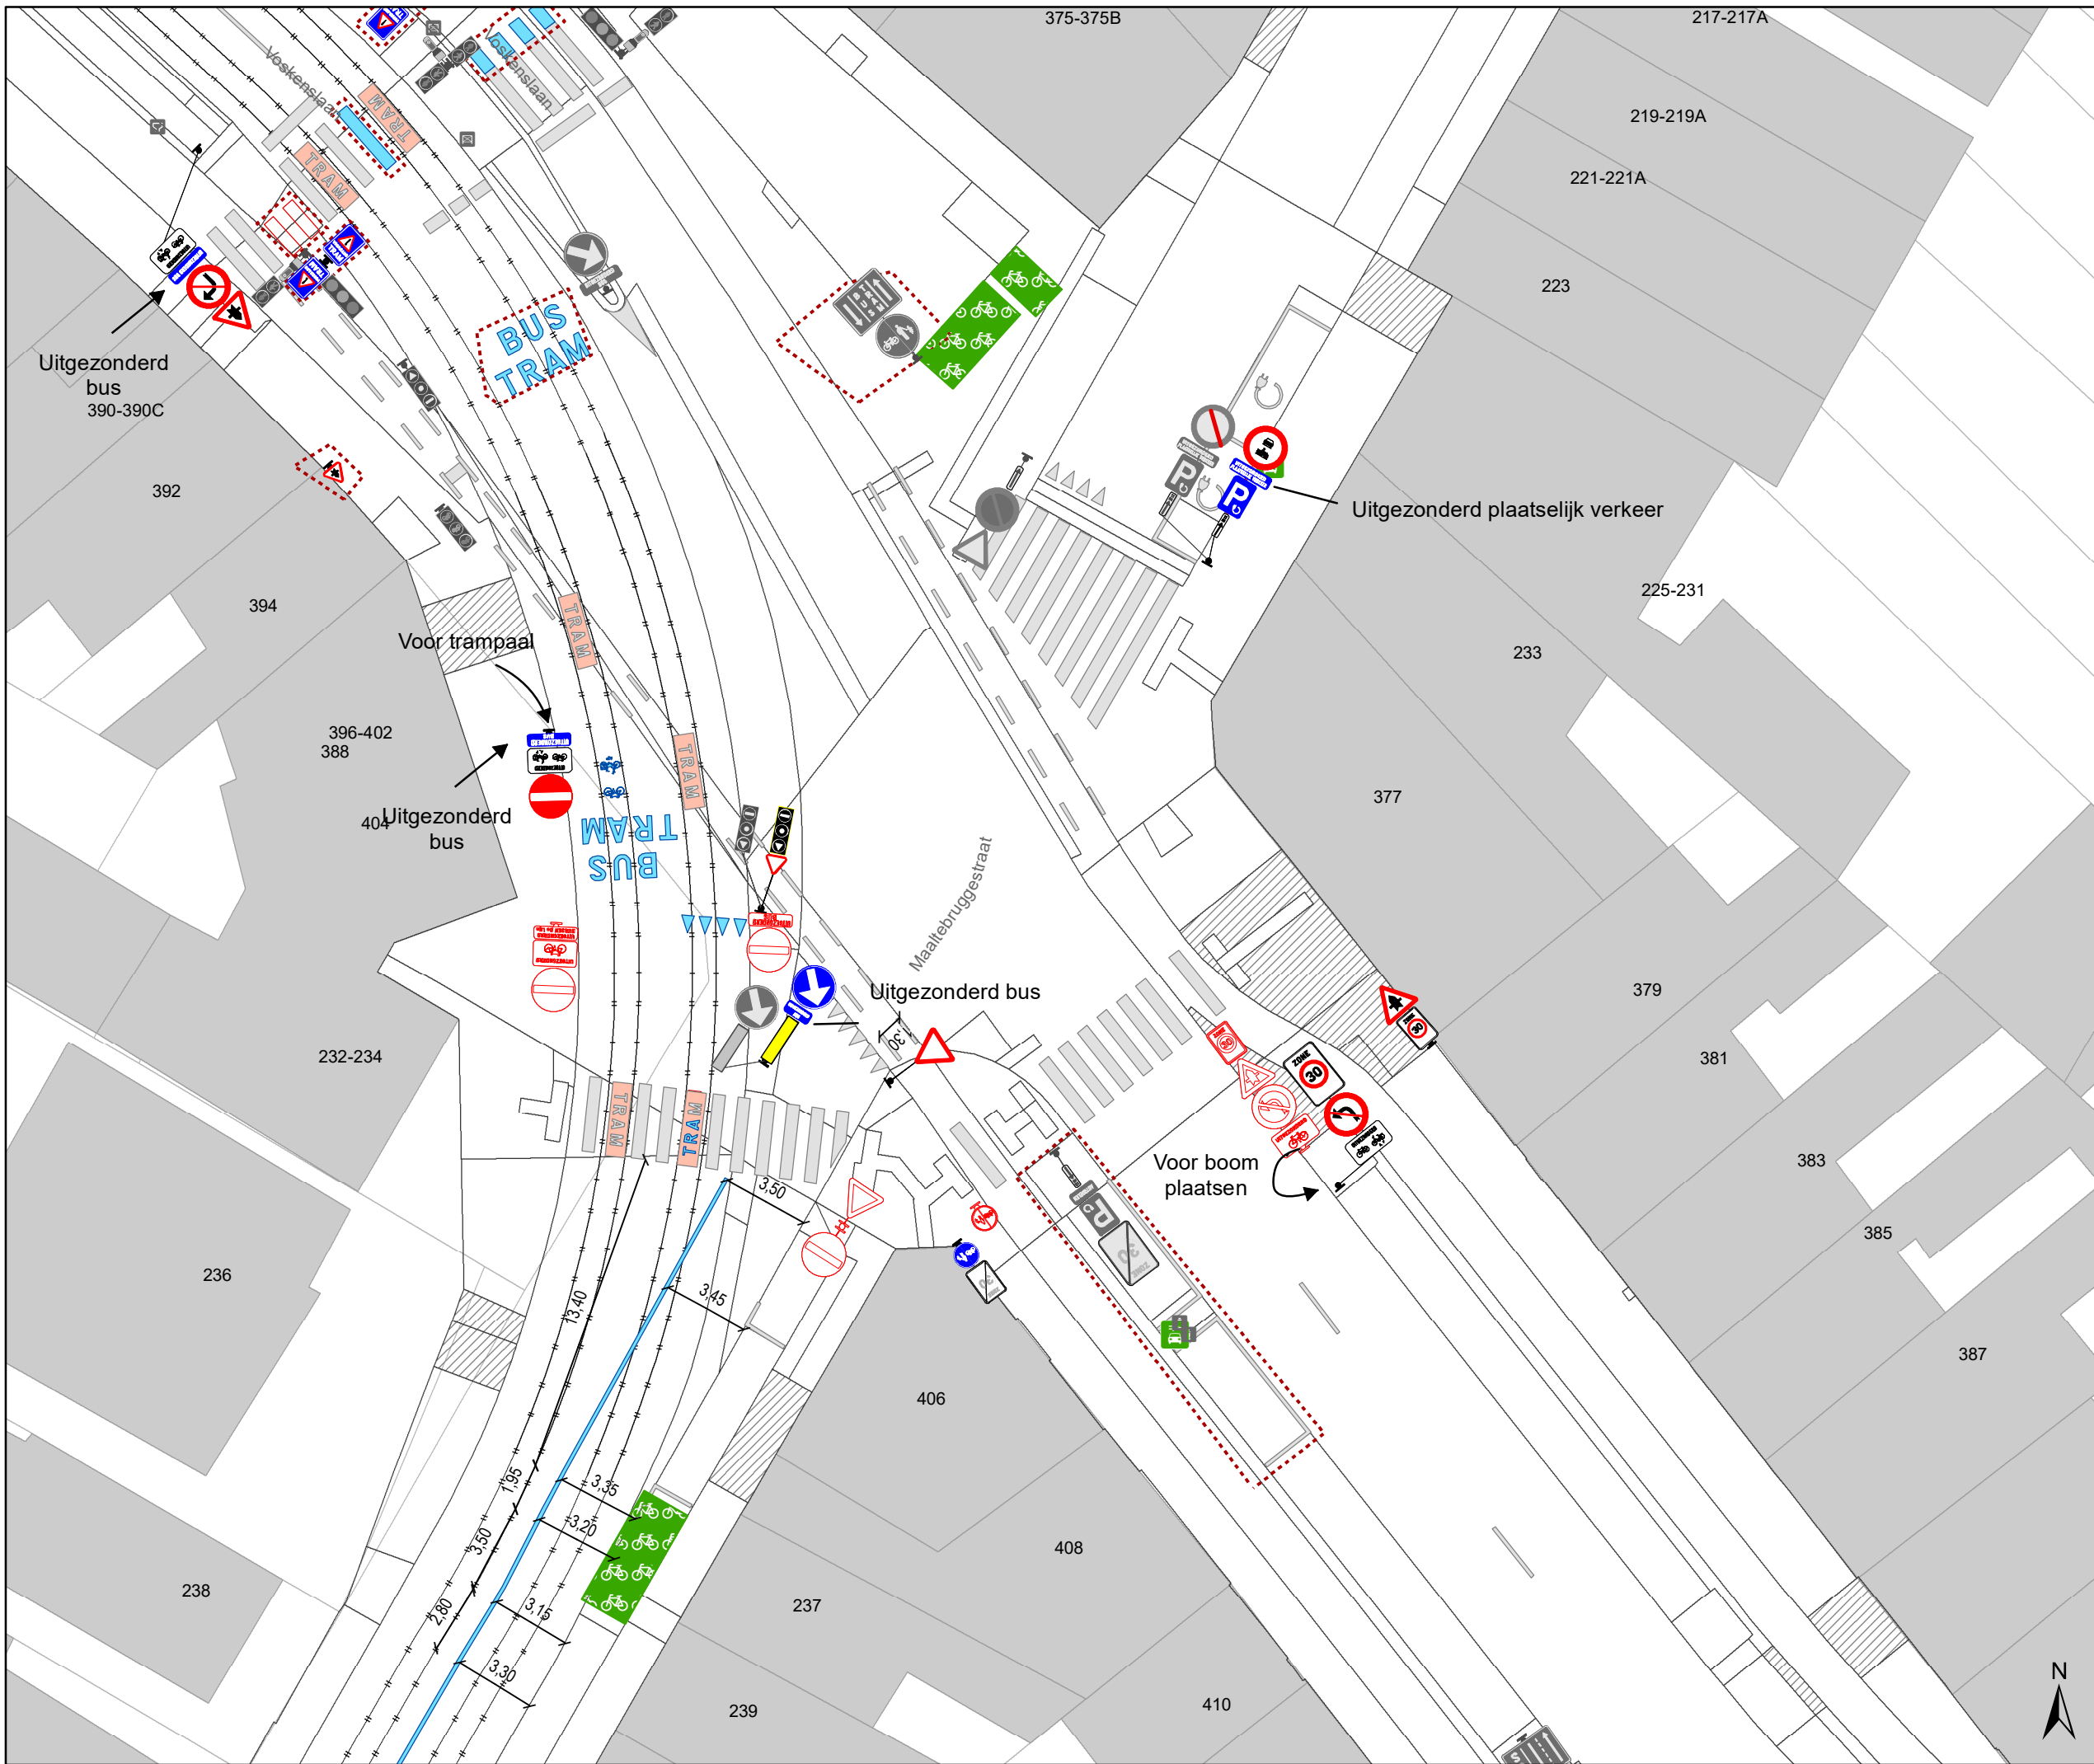 375-375B
217-217A
Voskenslaan
TRAM
219-219A
TRAM
221-221A
223
BUS
TRAM
Uitgezonderd
bus
390-390C
392
Uitgezonderd plaatselijk verkeer
394
225-231
Voor trampaal
TRAM
233
396-402
388
TRAM
377
Uitgezonderd
bus
404
TRAM
BUS
Maaltebruggestraat
379
Uitgezonderd bus
1,30
ZONE
30
232-234
381
TRAM
TRAM
Voor boom
plaatsen
383
3,50
385
236
ZONE
30
3,45
13,40
387
406
1,95
3,35
3,20
3,50
408
238
2,80
3,15
237
3,30
239
410
N